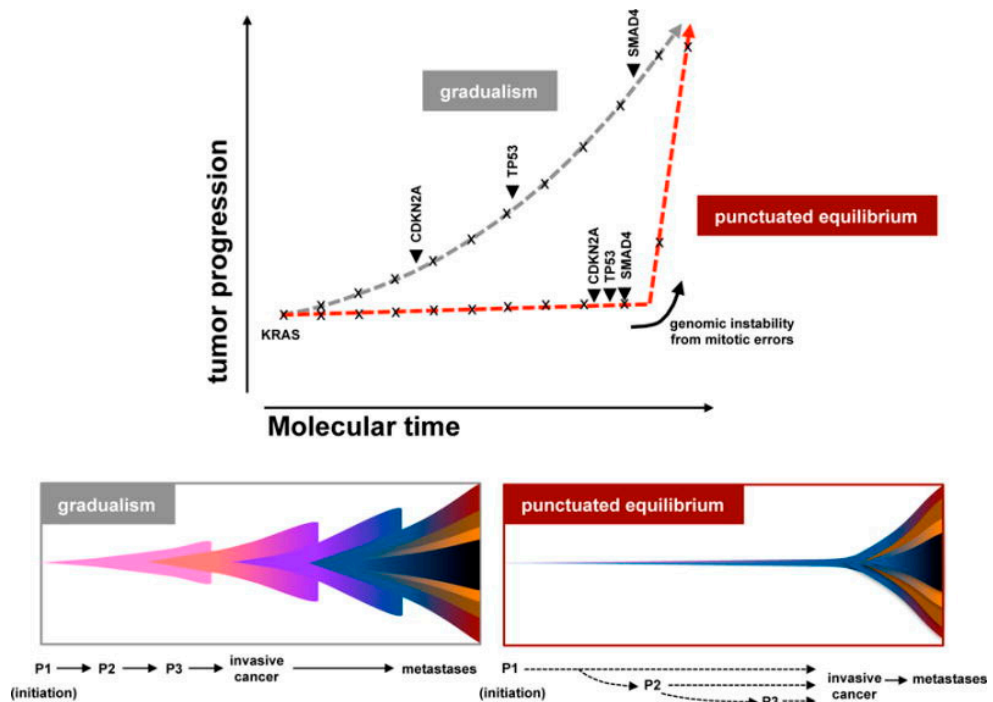 SMAD4
gradualism
TP53
CDKN2A
punctuated equilibrium
CDKN2A
TP53
SMAD4
KRAS
genomic instability
from mitotic errors
tumor progression
Molecular time
gradualism
P1 P2 P3 invasive
cancer metastases
(initiation)
punctuated equilibrium
P1
(initiation)
P2
P3
invasive
cancer
metastases